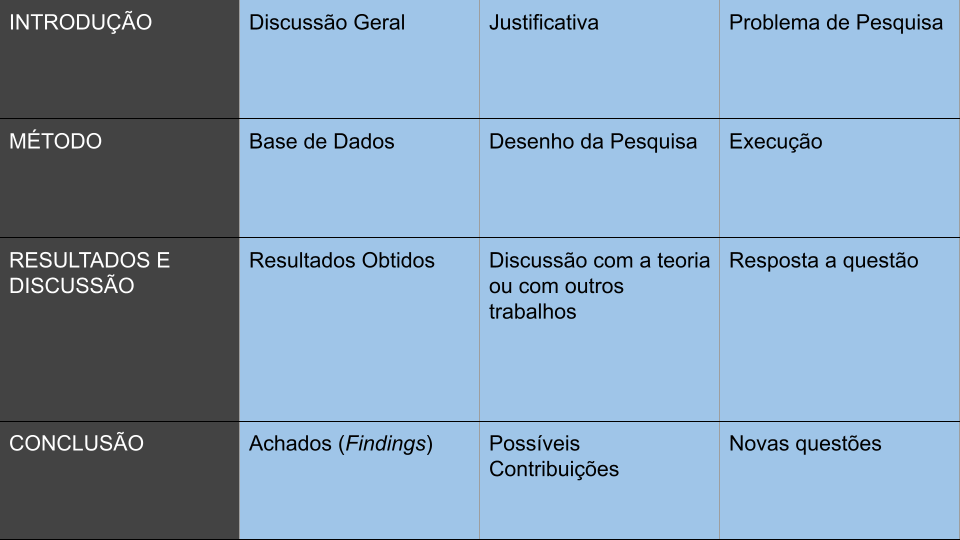 INTRODUÇÃO
Discussão Geral
Justificativa
Problema de Pesquisa
MÉTODO
Base de Dados
Desenho da Pesquisa
Execução
RESULTADOS E
DISCUSSÃO
Resultados Obtidos
Discussão com a teoria
ou com outros
trabalhos
Resposta a questão
CONCLUSÃO
Achados (Findings)
Possíveis
Contribuições
Novas questões